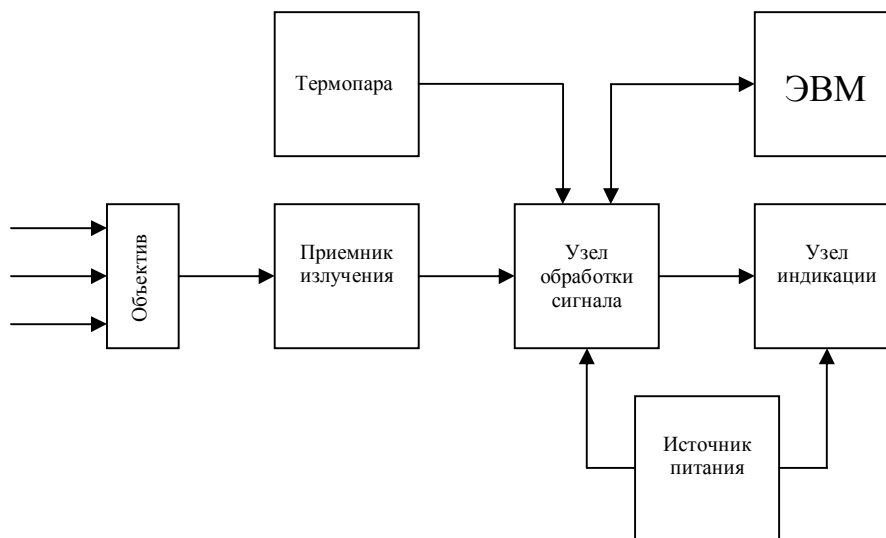 Термопара
ЭВМ
Объектив
Приемник
излучения
Узел
обработки
сигнала
Узел
индикации
Источник
питания